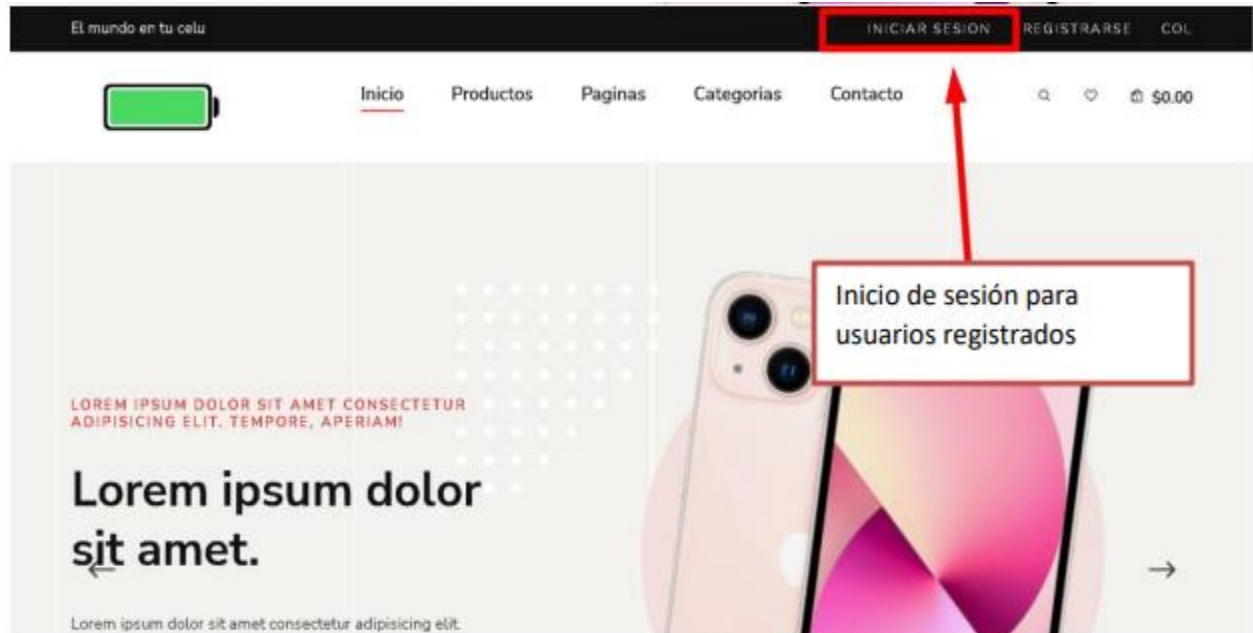 El mundo en tu celu
INICIAR SESION REGISTRARSE COL
Inicio Productos Paginas Categorias Contacto $0.00
Inicio de sesión para
usuarios registrados
LOREM IPSUM DOLOR SIT AMET CONSECTETUR
ADIPISICING ELIT. TEMPORE, APERIAM!
Lorem ipsum dolor
sit amet.
Lorem ipsum dolor sit amet consectetur adipisicing elit.